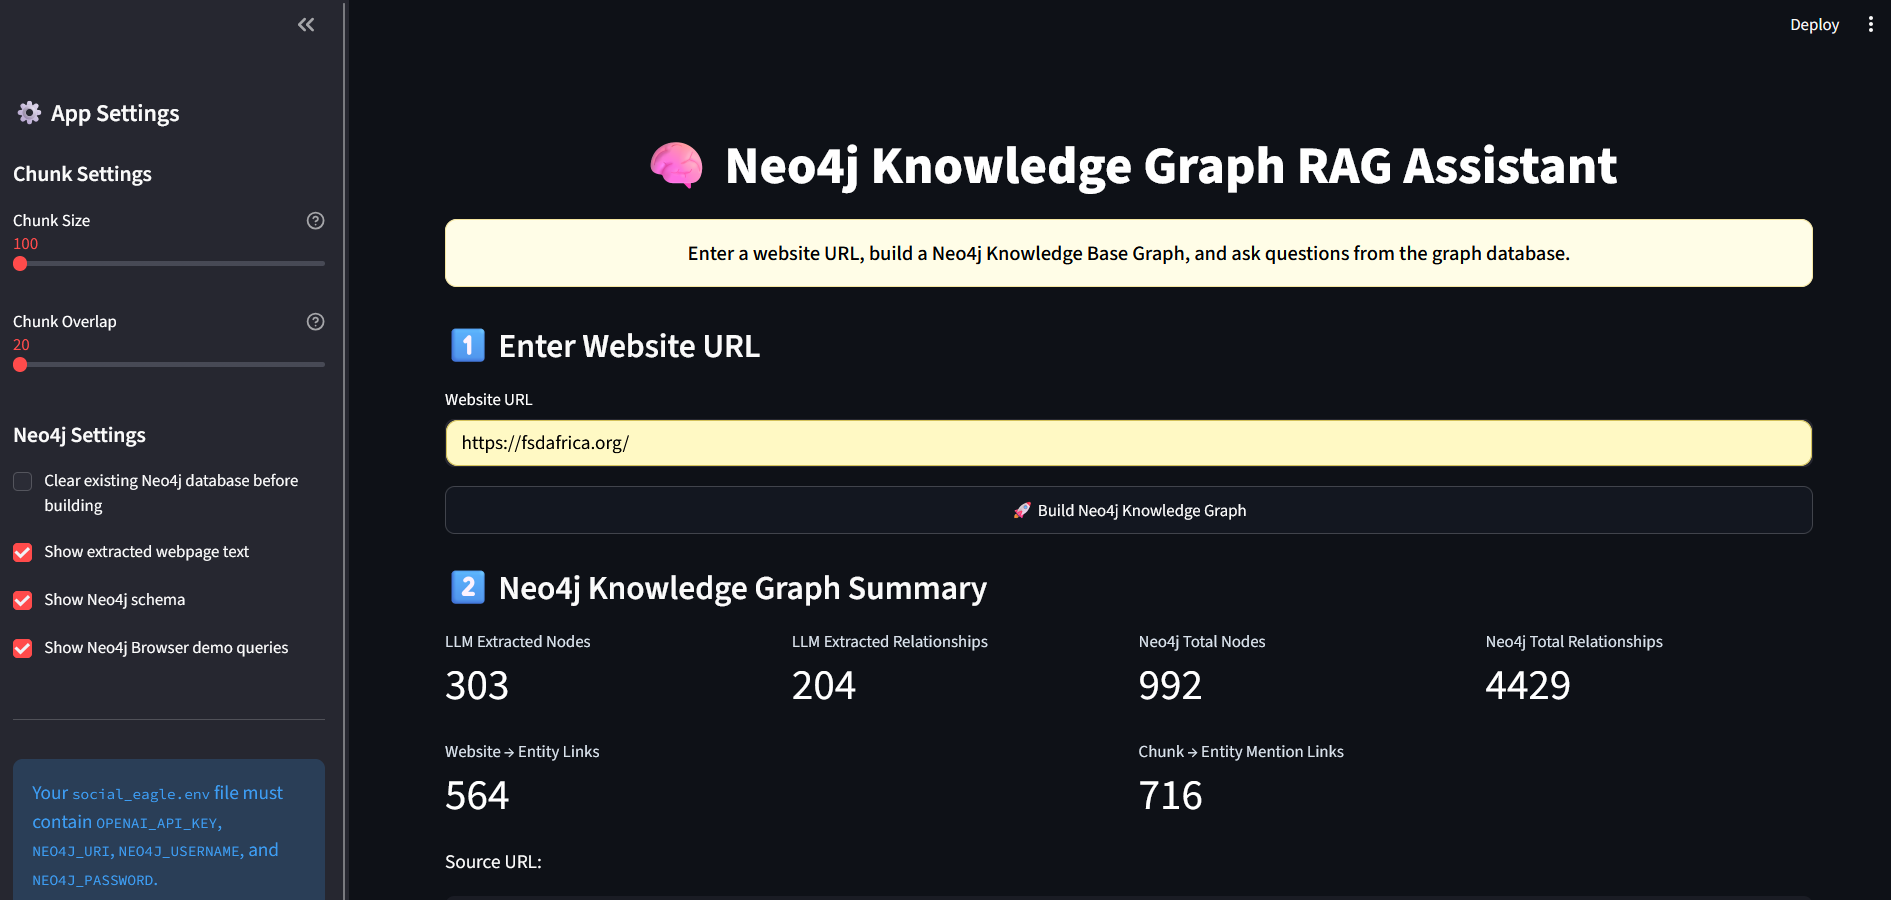 Deploy
App Settings
Chunk Settings
Chunk Size
100
Chunk Overlap
20
Neo4j Settings
Clear existing Neo4j database before
building
Show extracted webpage text
Show Neo4j schema
Show Neo4j Browser demo queries
Your social_eagle.env file must
contain OPENAI_API_KEY,
NEO4J_URI, NEO4J_USERNAME, and
NEO4J_PASSWORD.
Neo4j Knowledge Graph RAG Assistant
Enter a website URL, build a Neo4j Knowledge Base Graph, and ask questions from the graph database.
1 Enter Website URL
Website URL
https://fsdafrica.org/
Build Neo4j Knowledge Graph
2 Neo4j Knowledge Graph Summary
LLM Extracted Nodes
303
LLM Extracted Relationships
204
Neo4j Total Nodes
992
Neo4j Total Relationships
4429
Website → Entity Links
564
Chunk → Entity Mention Links
716
Source URL: